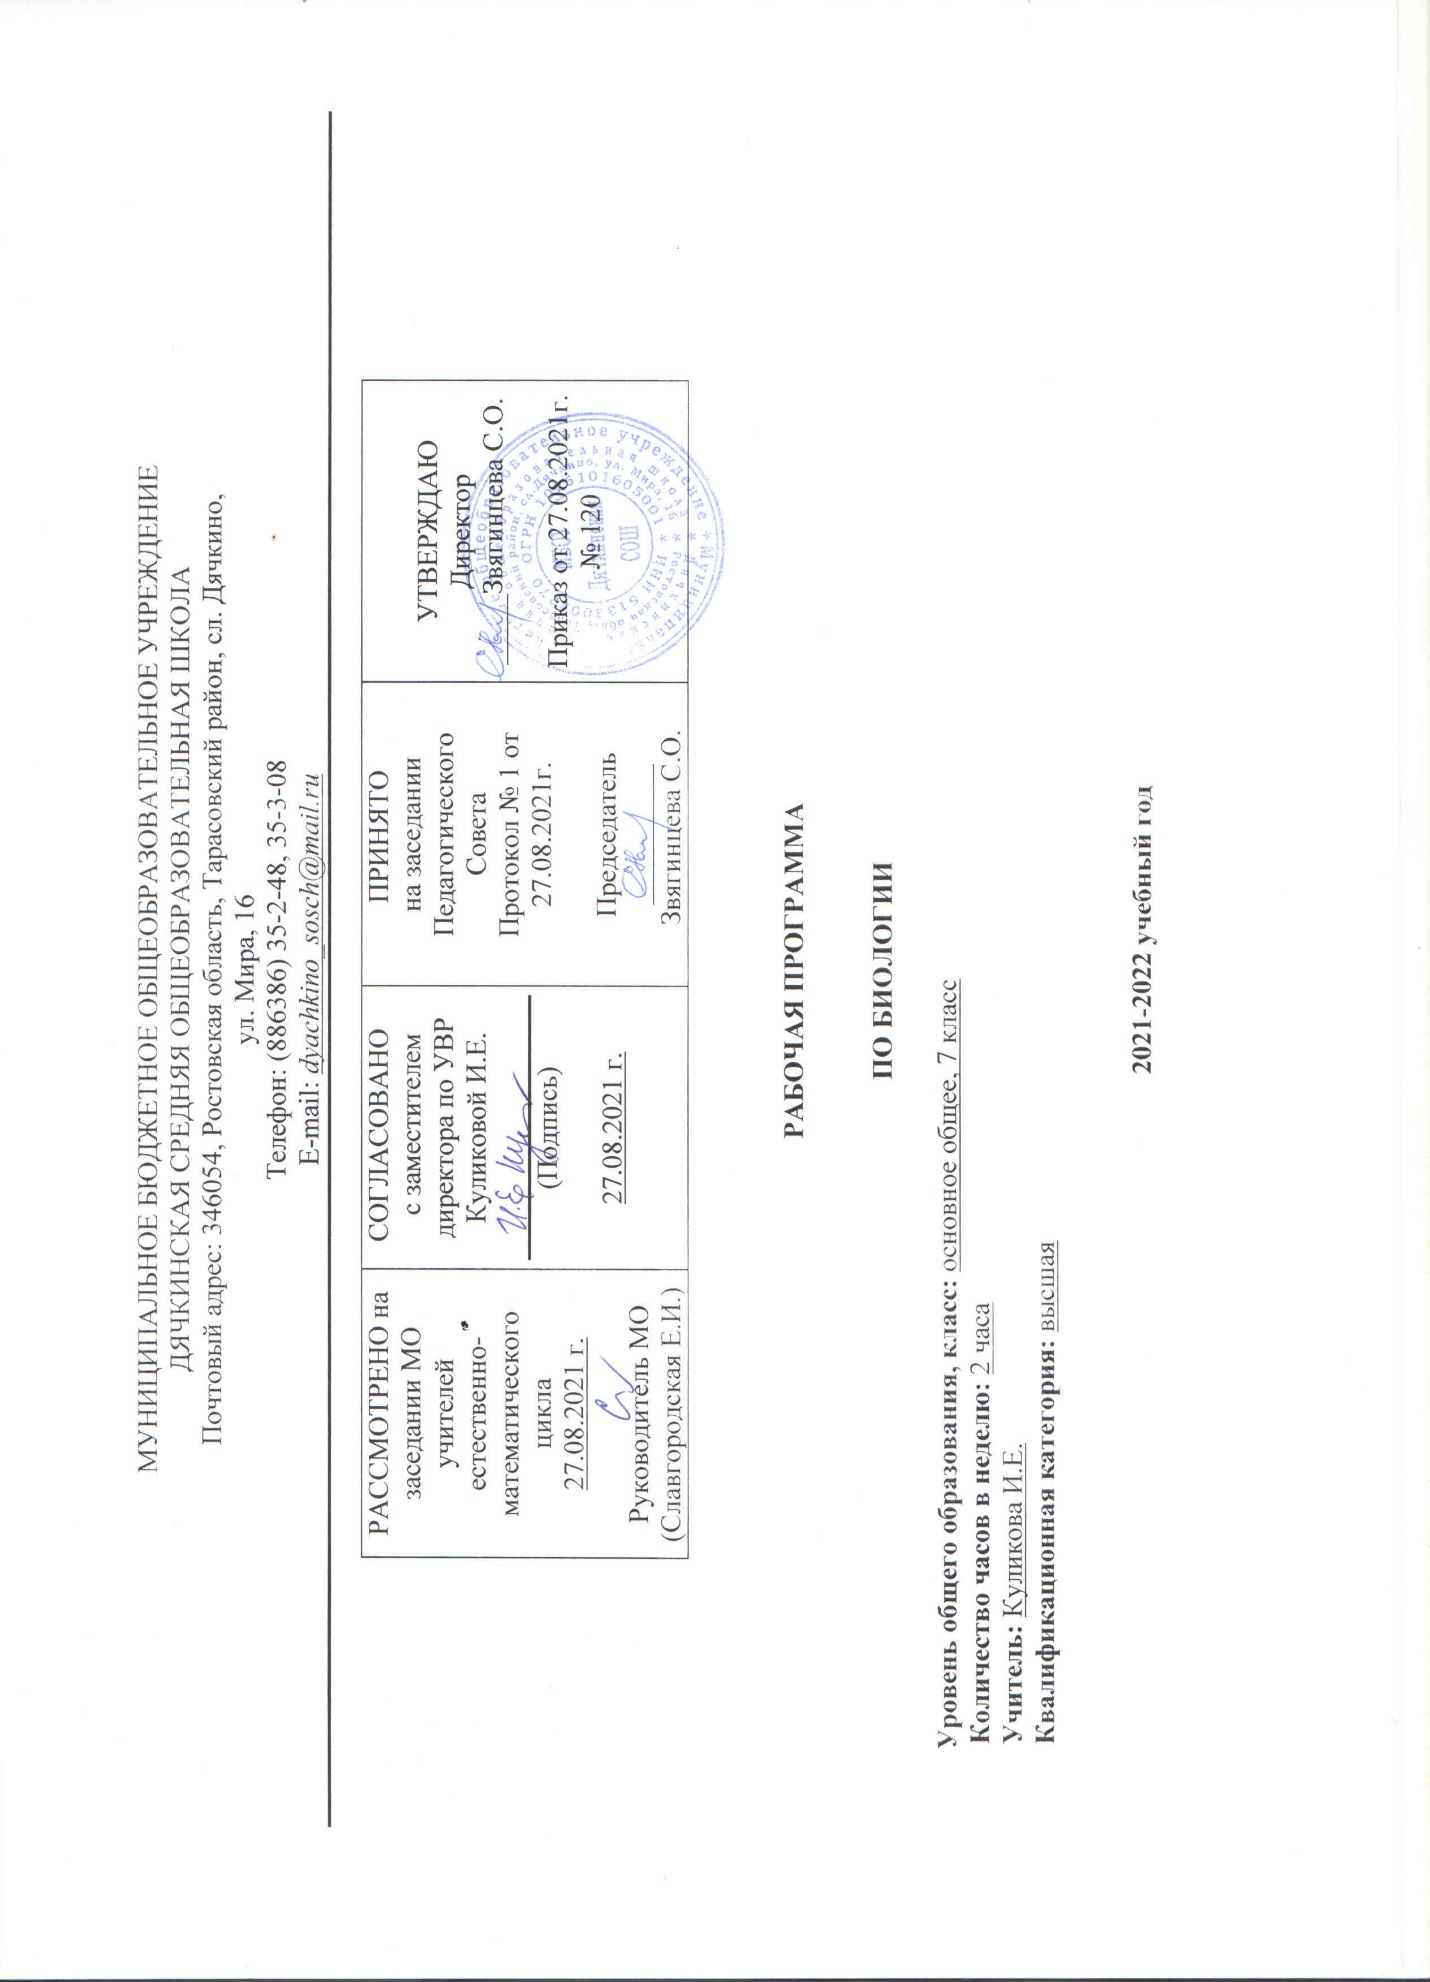 МУНИЦИПАЛЬНОЕ БЮДЖЕТНОЕ ОБЩЕОБРАЗОВАТЕЛЬНОЕ УЧРЕЖДЕНИЕ
ДЯЧКИНСКАЯ СРЕДНЯЯ ОБЩЕОБРАЗОВАТЕЛЬНАЯ ШКОЛА
Почтовый адрес: 346054, Ростовская область, Тарасовский район, сл. Дячкино,
ул. Мира, 16
Телефон: (886386) 35-2-48, 35-3-08
E-mail: dyachkino_sosch@mail.ru
РАССМОТРЕНО на
заседании МО
учителей
естественно-
математического
цикла
27.08.2021 г.
Руководитель МО
(Славгородская Е.И.)
СОГЛАСОВАНО
с заместителем
директора по УВР
Куликовой И.Е.
(Подпись)
27.08.2021 г.
ПРИНЯТО
на заседании
Педагогического
Совета
Протокол № 1 от
27.08.2021г.
Председатель
Звягинцева С.О.
УТВЕРЖДАЮ
Директор
Звягинцева С.О.
Приказ от 27.08.2021г.
№ 120
СОШ
РАБОЧАЯ ПРОГРАММА
ПО БИОЛОГИИ
Уровень общего образования, класс: основное общее, 7 класс
Количество часов в неделю: 2 часа
Учитель: Куликова И.Е.
Квалификационная категория: высшая
2021-2022 учебный год